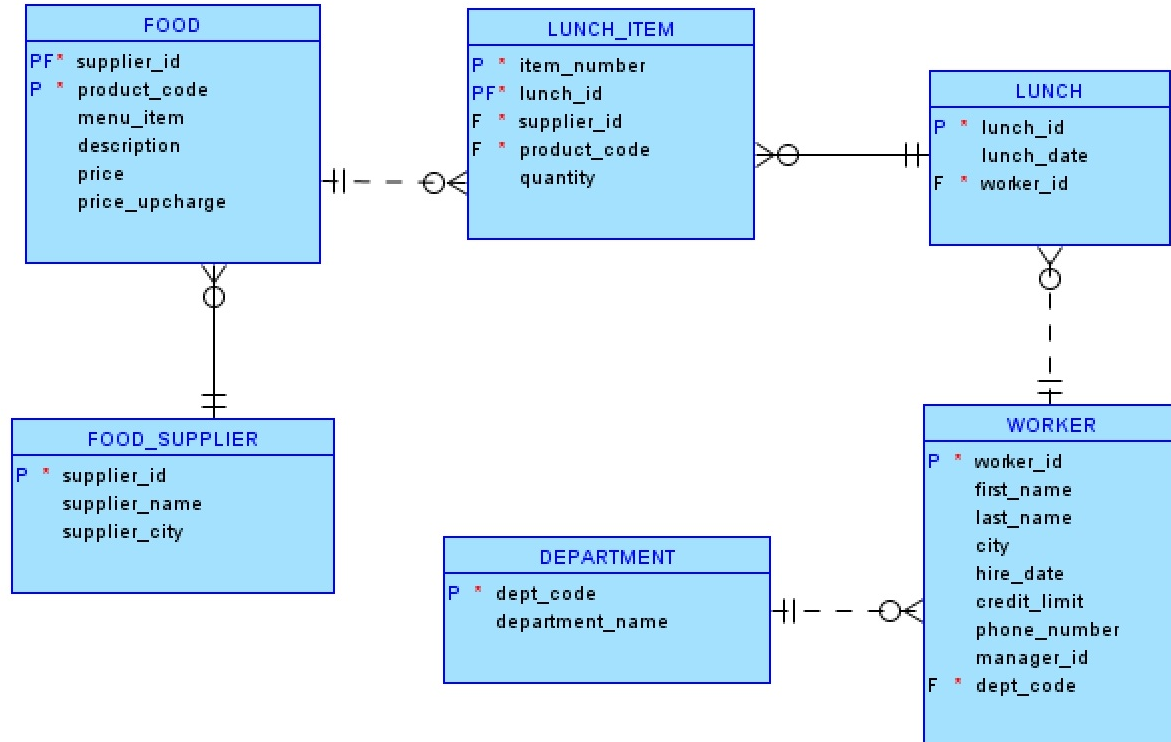 FOOD
PF* supplier_id
P * product_code
menu_item
description
price
price_upcharge
LUNCH_ITEM
P * item_number
PF* lunch_id
F * supplier_id
F * product_code
quantity
LUNCH
P * lunch_id
lunch_date
F * worker_id
FOOD_SUPPLIER
P * supplier_id
supplier_name
supplier_city
DEPARTMENT
P * dept_code
department_name
WORKER
P * worker_id
first_name
last_name
city
hire_date
credit_limit
phone_number
manager_id
F * dept_code